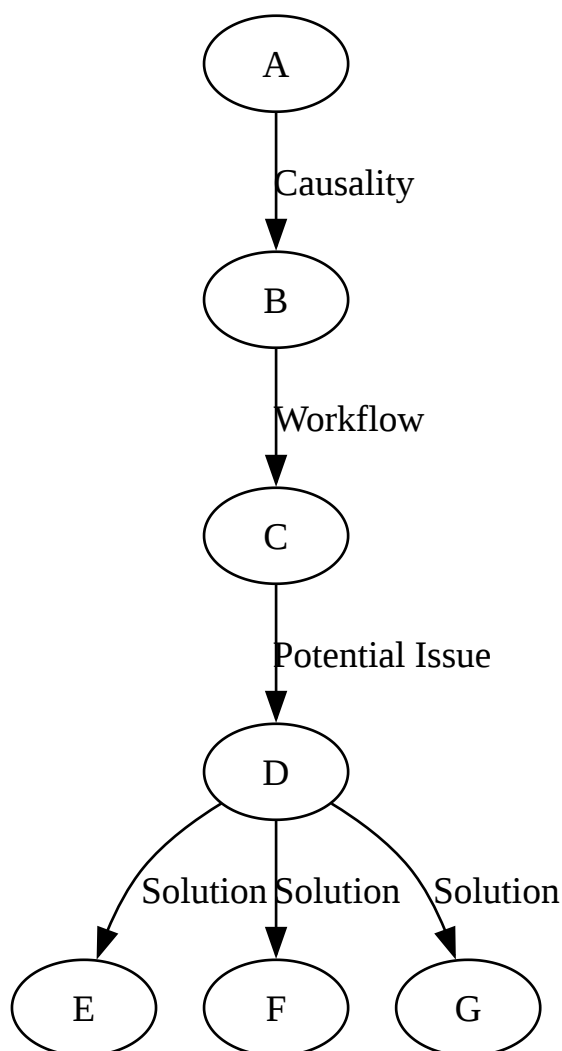 A
Causality
B
Workflow
C
Potential Issue
D
Solution Solution Solution
E F G